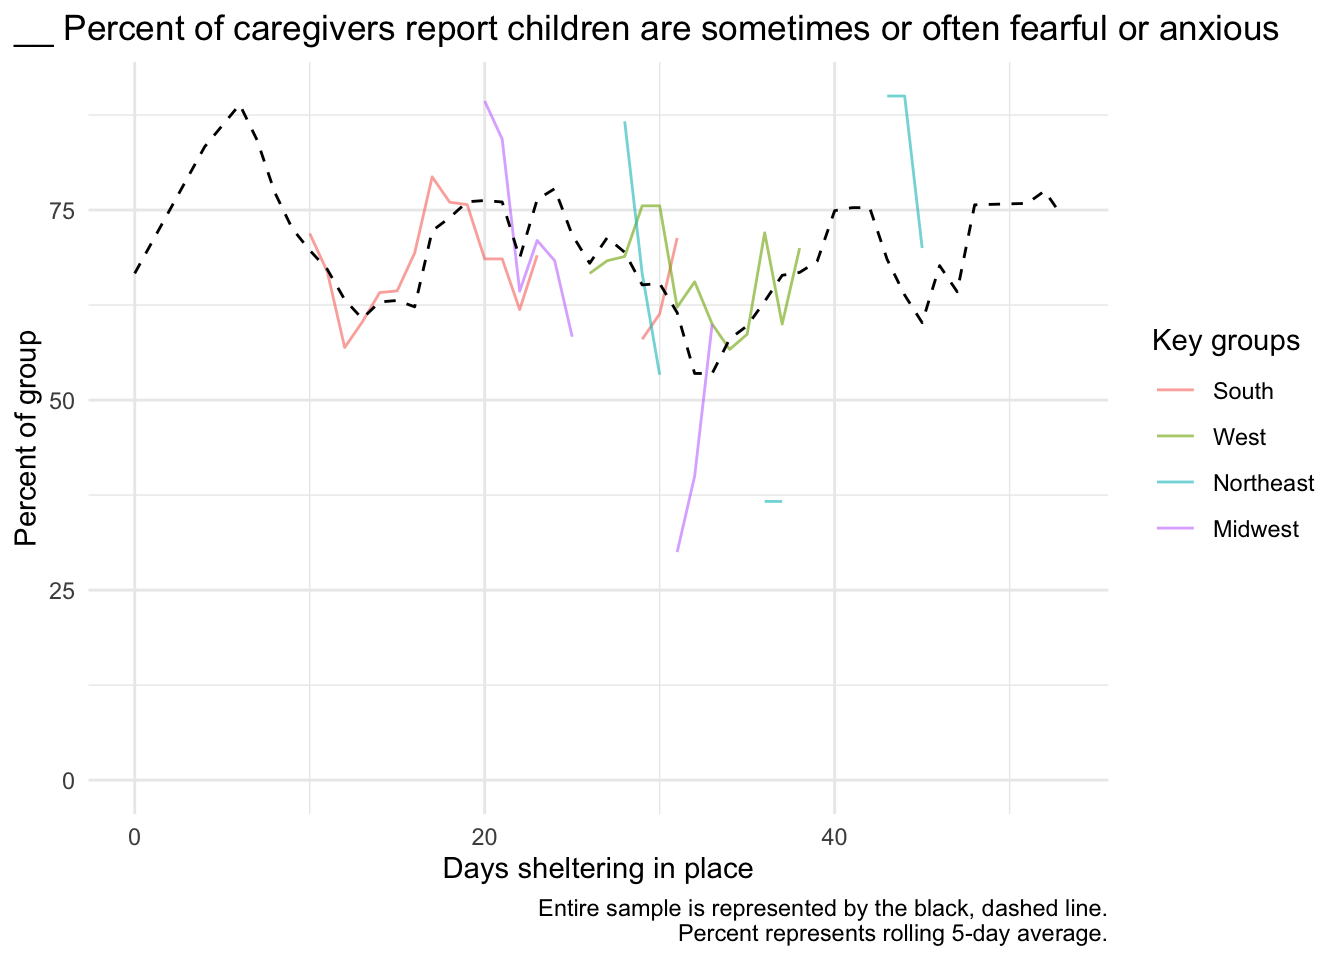 __ Percent of caregivers report children are sometimes or often fearful or anxious
Percent of group
75
50
25
0
0 20 40
Days sheltering in place
Key groups
South
West
Northeast
Midwest
Entire sample is represented by the black, dashed line.
Percent represents rolling 5-day average.